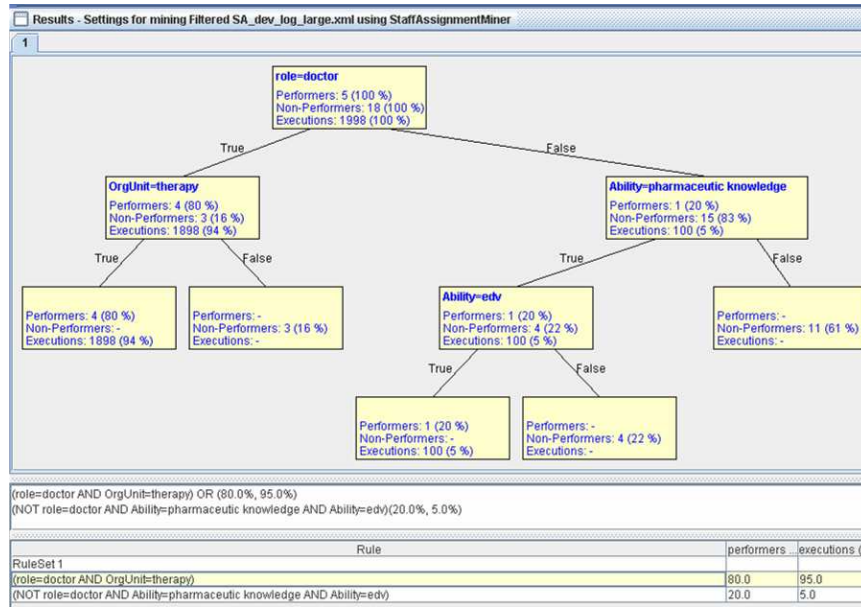 Results - Settings for mining Filtered SA_dev_log_large.xml using StaffAssignmentMiner
1
role=doctor
Performers: 5 (100 %)
Non-Performers: 18 (100 %)
Executions: 1998 (100 %)
True
False
OrgUnit=therapy
Performers: 4 (80 %)
Non-Performers: 3 (16 %)
Executions: 1898 (94 %)
Ability=pharmaceutic knowledge
Performers: 1 (20 %)
Non-Performers: 15 (83 %)
Executions: 100 (5 %)
True
False
True
False
Performers: 4 (80 %)
Non-Performers: -
Executions: 1898 (94 %)
Performers: -
Non-Performers: 3 (16 %)
Executions: -
Ability=edv
Performers: 1 (20 %)
Non-Performers: 4 (22 %)
Executions: 100 (5 %)
Performers: -
Non-Performers: 11 (61 %)
Executions: -
True
False
Performers: 1 (20 %)
Non-Performers: -
Executions: 100 (5 %)
Performers: -
Non-Performers: 4 (22 %)
Executions: -
(role=doctor AND OrgUnit=therapy) OR (80.0%, 95.0%)
(NOT role=doctor AND Ability=pharmaceutic knowledge AND Ability=edv)(20.0%, 5.0%)
Rule performers ... executions (
RuleSet 1
(role=doctor AND OrgUnit=therapy) 80.0 95.0
(NOT role=doctor AND Ability=pharmaceutic knowledge AND Ability=edv) 20.0 5.0